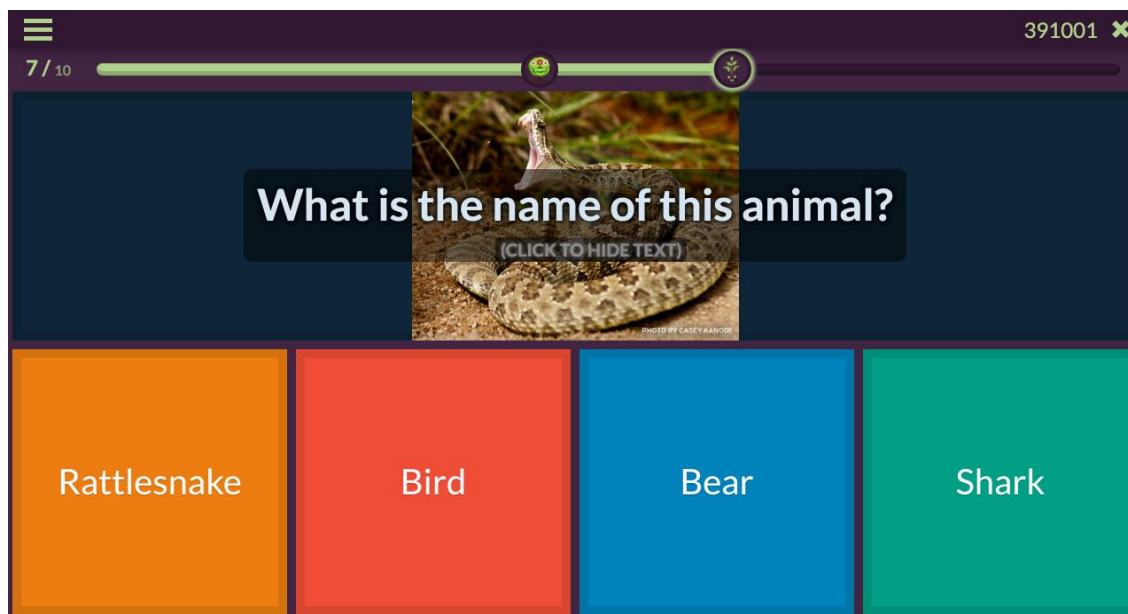 391001
7/10
What is the name of this animal?
(CLICK TO HIDE TEXT)
PHOTO BY CASEY KANODE
Rattlesnake
Bird
Bear
Shark